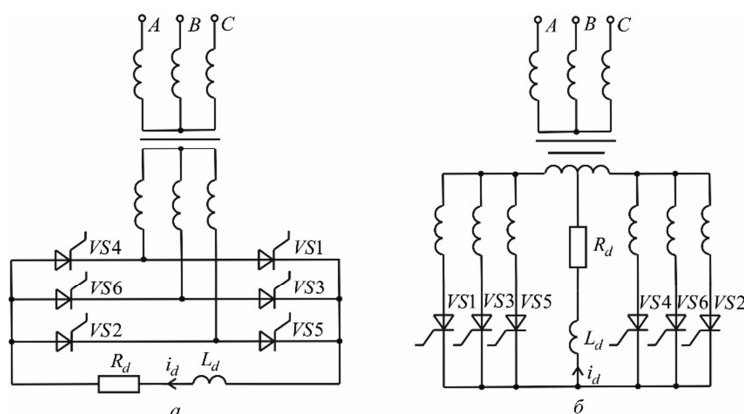 A B C
A B C
VS4 VS1
VS6 VS3
VS2 VS5
R_d i_d L_d
R_d
VS1 VS3 VS5
VS4 VS6 VS2
L_d
i_d
а
б